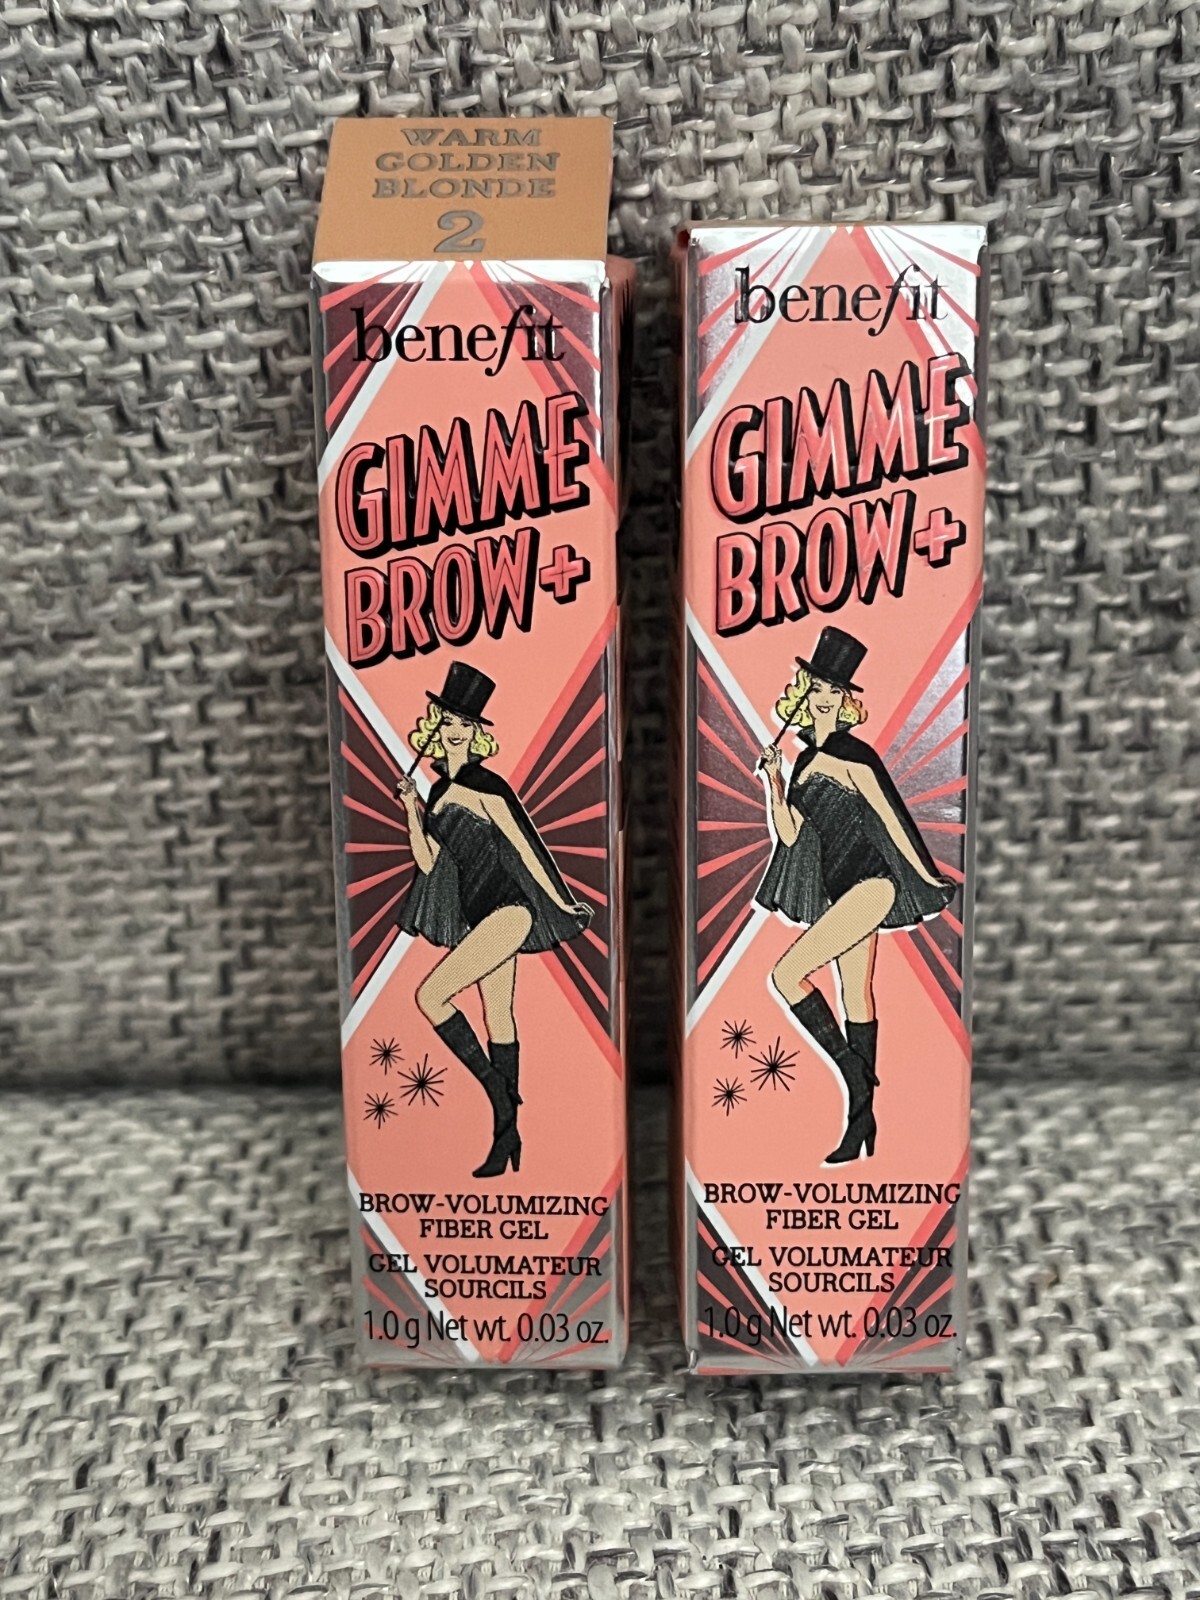 WARM
GOLDEN
BLONDE
2
benefit
GIMME
BROW+
BROW-VOLUMIZING
FIBER GEL
GEL VOLUMATEUR
SOURCILS
1.0 g Net wt. 0.03 oz.
benefit
GIMME
BROW+
BROW-VOLUMIZING
FIBER GEL
GEL VOLUMATEUR
SOURCILS
1.0 g Net wt. 0.03 oz.